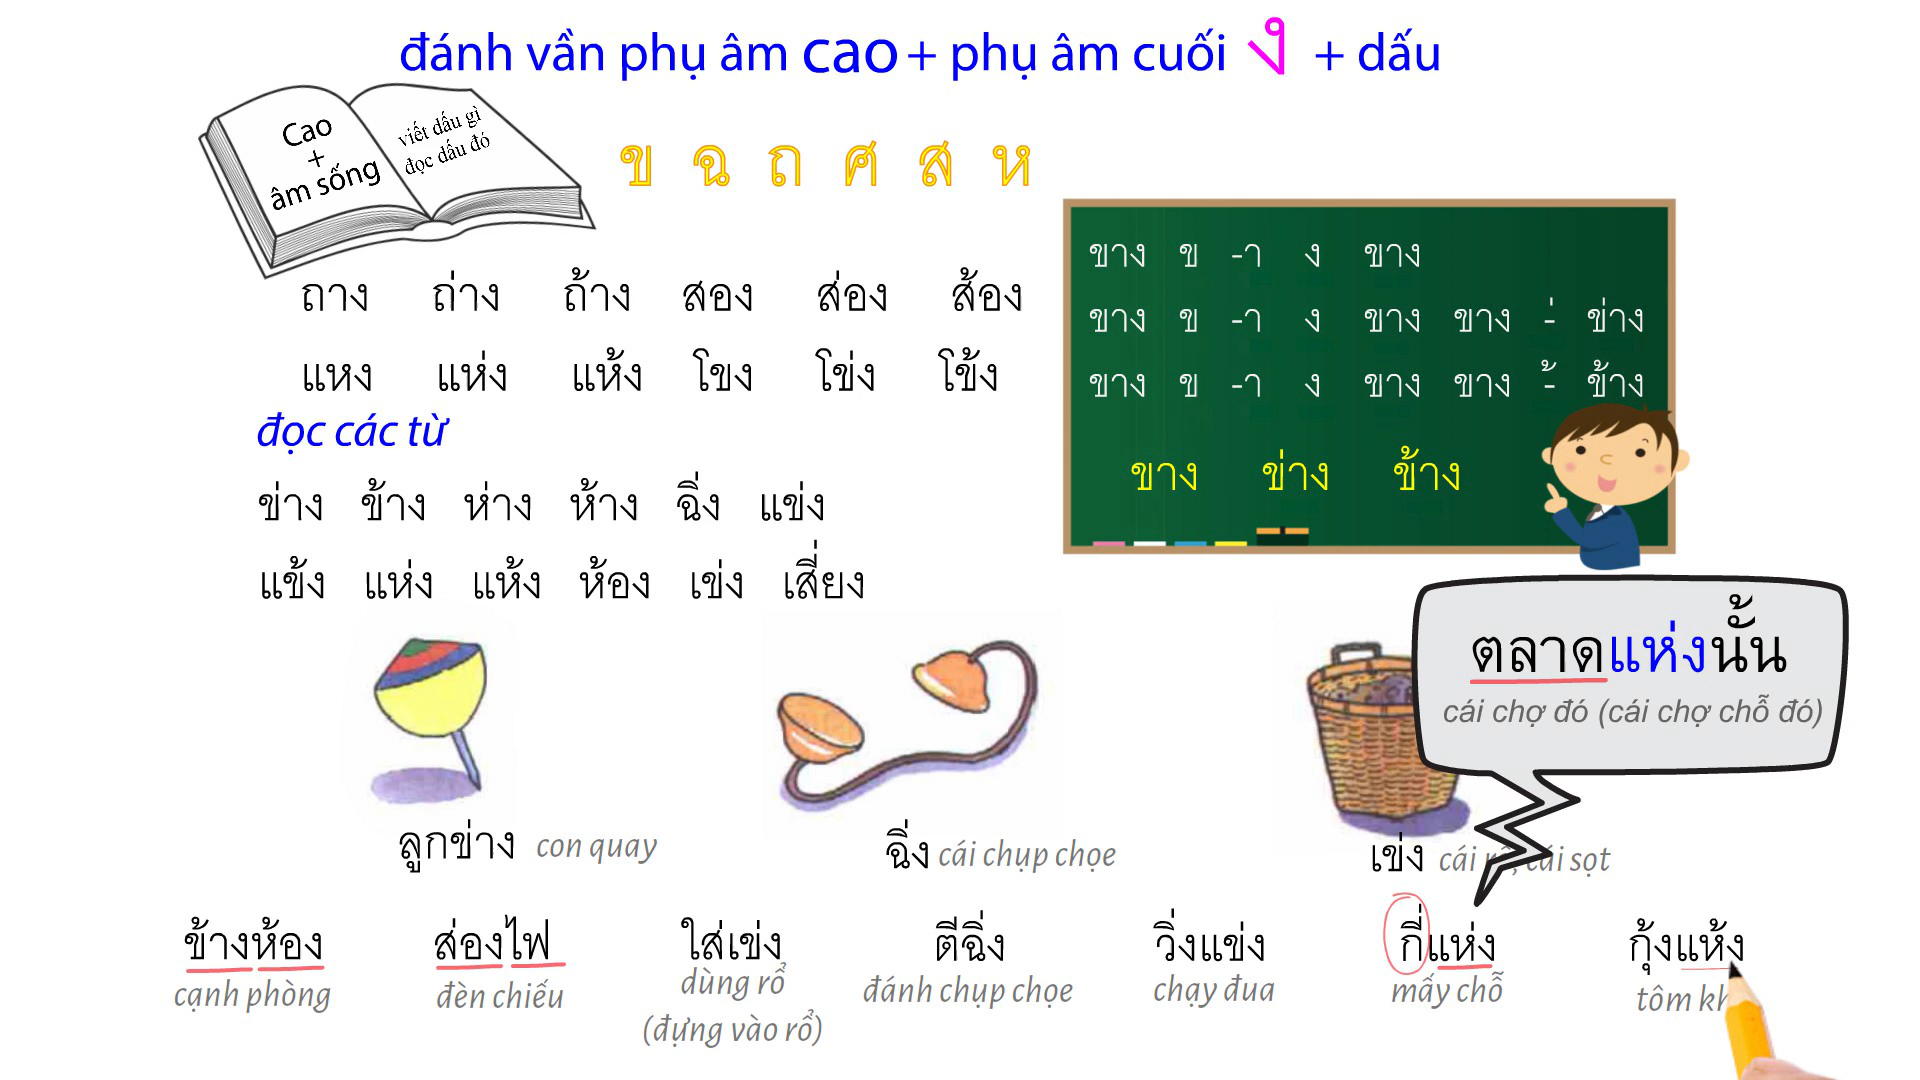 đánh vần phụ âm cao + phụ âm cuối ง + dấu
Cao
+
âm sống
viết dấu gì
đọc dấu đó
ข ฉ ถ ศ ส ห
ถาง ถ่าง ถ้าง สอง ส่อง ส้อง
แหง แห่ง แห้ง โขง โข่ง โข้ง
ขาง ข -า ง ขาง
ขาง ข -า ง ขาง ขาง -่ ข่าง
ขาง ข -า ง ขาง ขาง -้ ข้าง
ขาง ข่าง ข้าง
đọc các từ
ข่าง ข้าง ห่าง ห้าง ฉิ่ง แข่ง
แข้ง แห่ง แห้ง ห้อง เข่ง เสี่ยง
ตลาดแห่งนั้น
cái chợ đó (cái chợ chỗ đó)
ลูกข่าง con quay
ฉิ่ง cái chụp chọe
เข่ง cái sọt
ข้างห้อง ส่องไฟ ใส่เข่ง ตีฉิ่ง วิ่งแข่ง กี่แห่ง กุ้งแห้ง
cạnh phòng đèn chiếu dùng rổ đánh chụp chọe chạy đua mấy chỗ tôm
(đựng vào rổ)